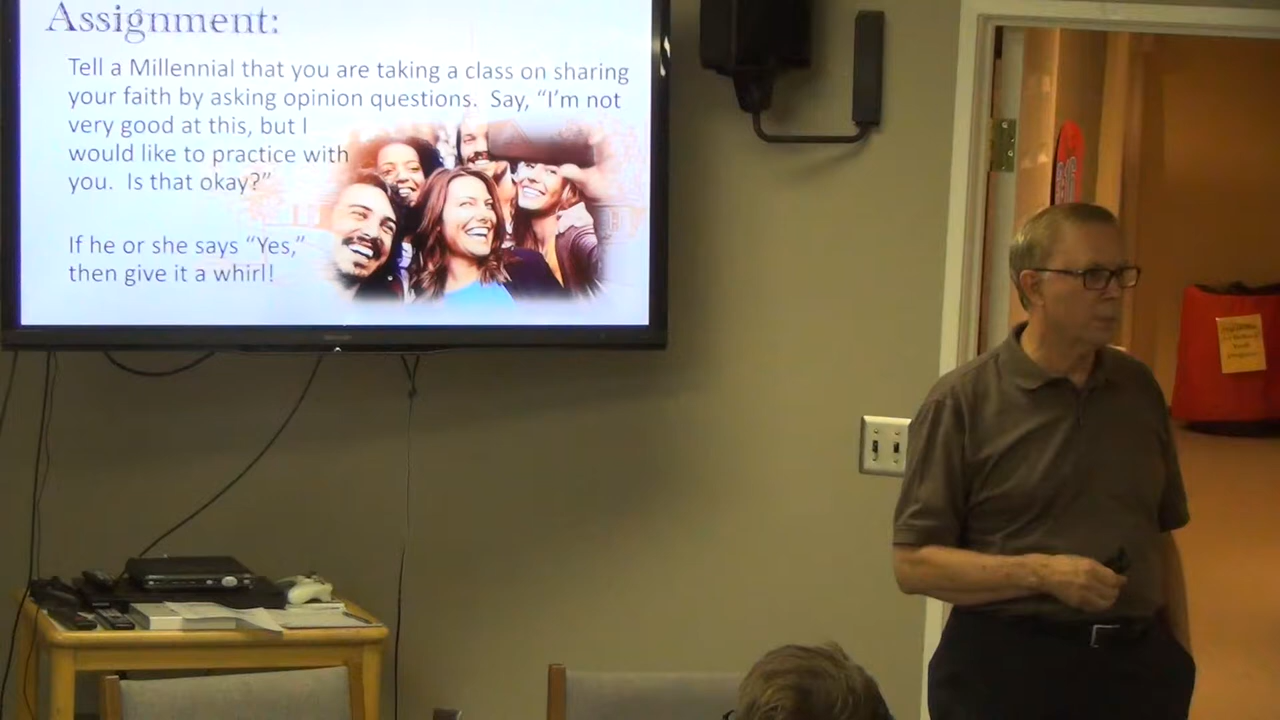 Assignment:
Tell a Millennial that you are taking a class on sharing
your faith by asking opinion questions.  Say, “I’m not
very good at this, but I
would like to practice with
you.  Is that okay?”
If he or she says “Yes,”
then give it a whirl!